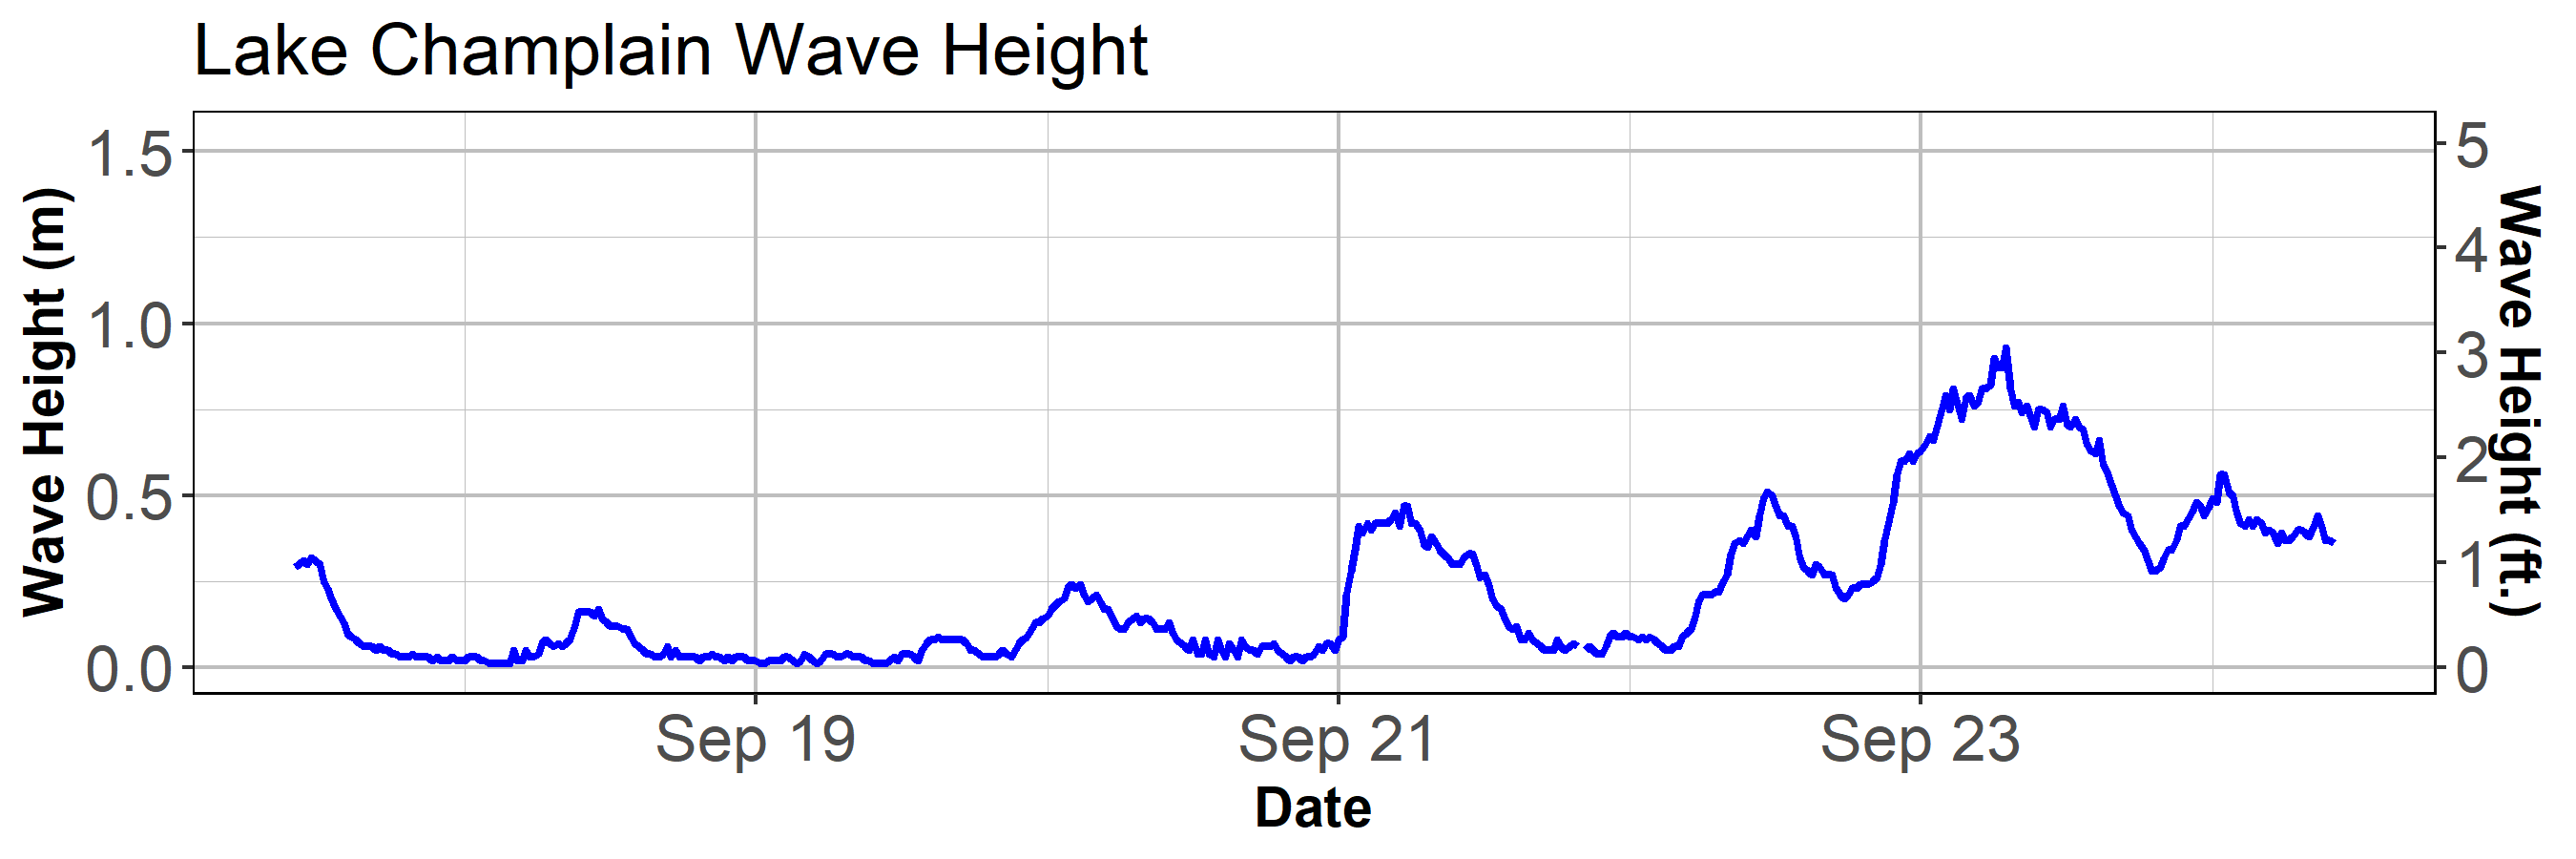 Lake Champlain Wave Height
Wave Height (m)
1.5
1.0
0.5
0.0
5
4
3
2
1
0
Wave Height (ft.)
Sep 19
Sep 21
Sep 23
Date